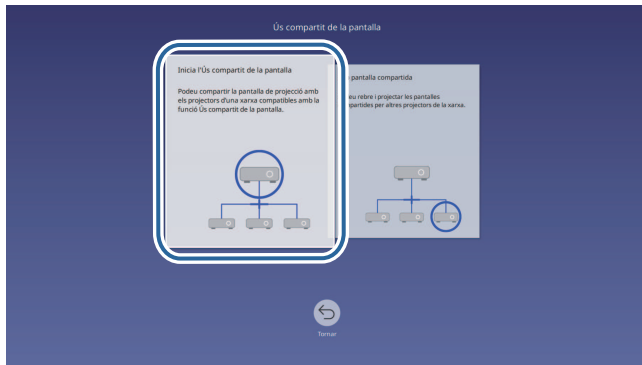 Ús compartit de la pantalla
Inicia l'Ús compartit de la pantalla
Podeu compartir la pantalla de projecció amb
els projectors d'una xarxa compatibles amb la
funció Ús compartit de la pantalla.
pantalla compartida
rebre i projectar les pantalles
per altres projectors de la xarxa.
Tornar